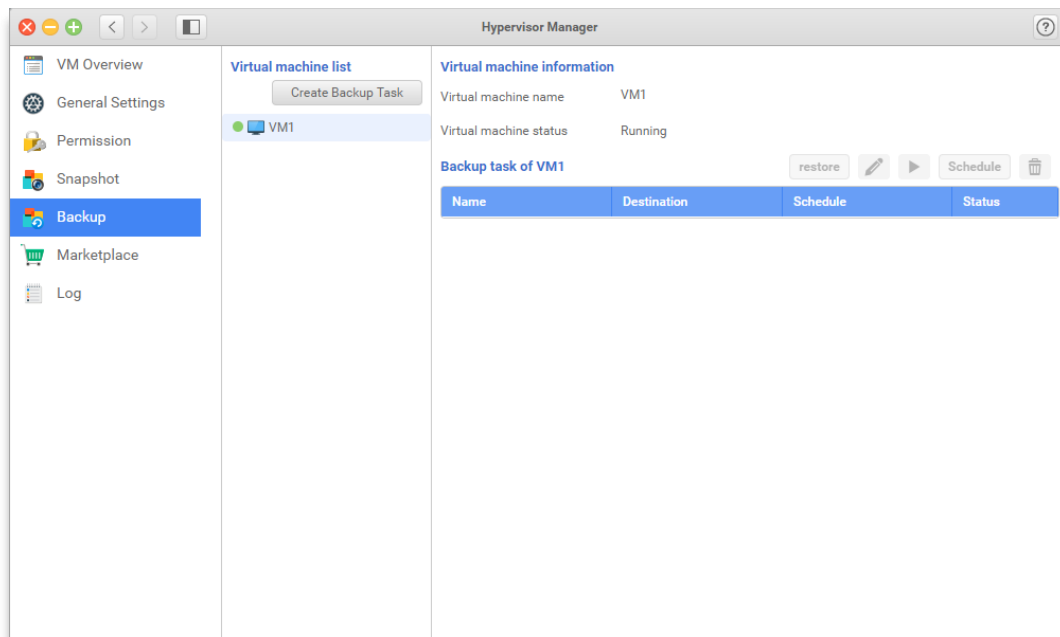 Hypervisor Manager
VM Overview
General Settings
Permission
Snapshot
Backup
Marketplace
Log
Virtual machine list
Create Backup Task
VM1
Virtual machine information
Virtual machine name VM1
Virtual machine status Running
Backup task of VM1 restore Schedule
Name Destination Schedule Status